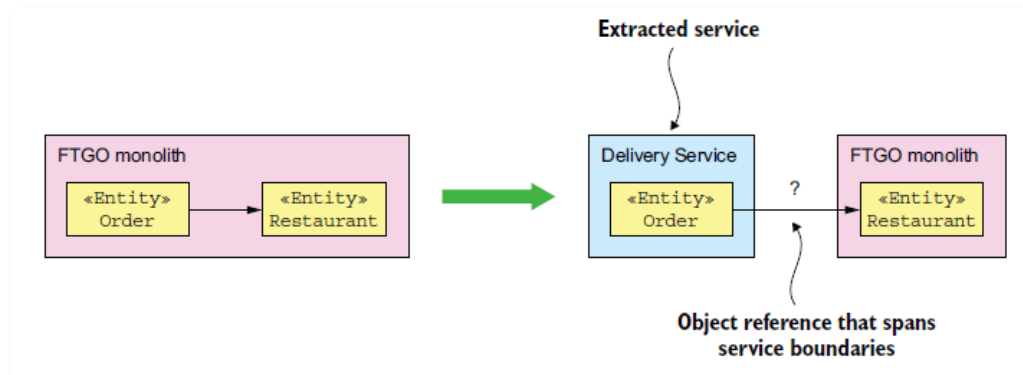 Extracted service
FTGO monolith
«Entity»
Order
«Entity»
Restaurant
Delivery Service
«Entity»
Order
?
FTGO monolith
«Entity»
Restaurant
Object reference that spans
service boundaries